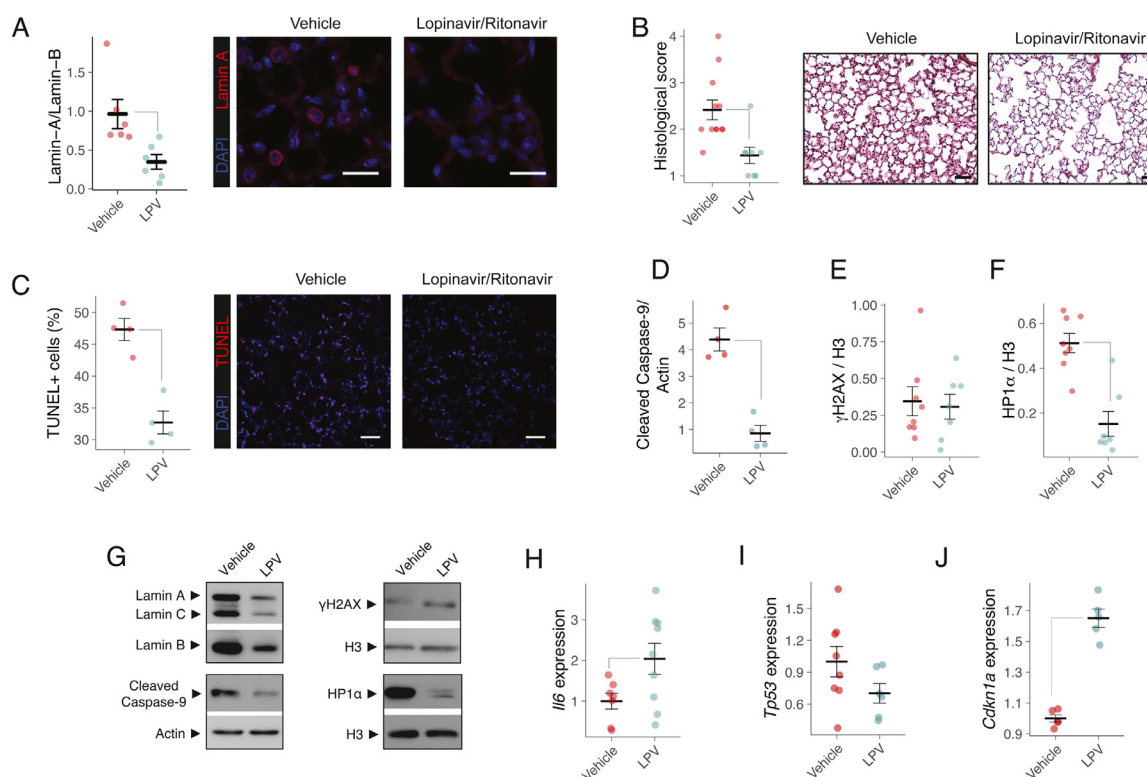 A
Lamin−A/Lamin−B
2.0
1.5
1.0
0.5
0.0
Vehicle
LPV
DAPI Lamin A
Vehicle
Lopinavir/Ritonavir
B
Histological score
4
3
2
1
Vehicle
LPV
Vehicle
Lopinavir/Ritonavir
C
TUNEL+ cells (%)
50
45
40
35
30
Vehicle
LPV
DAPI TUNEL
Vehicle
Lopinavir/Ritonavir
D
Cleaved Caspase-9/
Actin
5
4
3
2
1
Vehicle
LPV
E
γH2AX / H3
1.00
0.75
0.50
0.25
0.00
Vehicle
LPV
F
HP1α / H3
0.6
0.4
0.2
Vehicle
LPV
G
Vehicle
LPV
Lamin A
Lamin C
Lamin B
Cleaved
Caspase-9
Actin
Vehicle
LPV
γH2AX
H3
HP1α
H3
H
Il6 expression
3
2
1
Vehicle
LPV
I
Tp53 expression
1.5
1.2
0.9
0.6
Vehicle
LPV
J
Cdkn1a expression
1.7
1.5
1.3
1.1
0.9
Vehicle
LPV